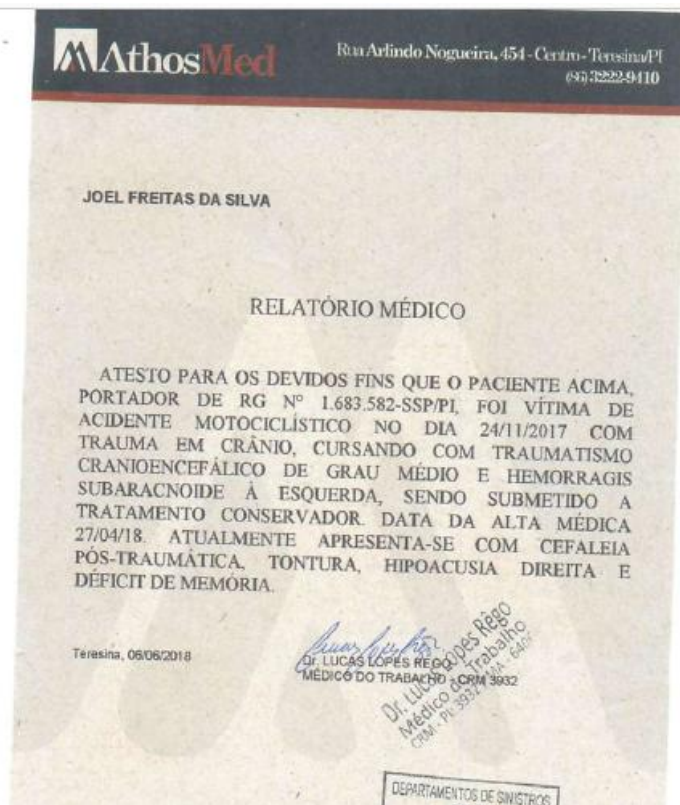 AthosMed
Rua Arlindo Nogueira, 454 - Centro - Teresina/PI
(86) 3222-9410
JOEL FREITAS DA SILVA
RELATÓRIO MÉDICO
ATESTO PARA OS DEVIDOS FINS QUE O PACIENTE ACIMA,
PORTADOR DE RG Nº 1.683.582-SSP/PI, FOI VÍTIMA DE
ACIDENTE MOTOCICLÍSTICO NO DIA 24/11/2017 COM
TRAUMA EM CRÂNIO, CURSANDO COM TRAUMATISMO
CRANIOENCEFÁLICO DE GRAU MÉDIO E HEMORRAGIS
SUBARACNOIDE À ESQUERDA, SENDO SUBMETIDO A
TRATAMENTO CONSERVADOR. DATA DA ALTA MÉDICA
27/04/18. ATUALMENTE APRESENTA-SE COM CEFALEIA
PÓS-TRAUMÁTICA, TONTURA, HIPOACUSIA DIREITA E
DÉFICIT DE MEMÓRIA.
Teresina, 06/06/2018
Dr. LUCAS LOPES REGO
MÉDICO DO TRABALHO - CRM 3932
Dr. Lucas Lopes Rêgo
Médico do Trabalho
CRM - PI: 3932 / MA -
DEPARTAMENTOS DE SINISTROS